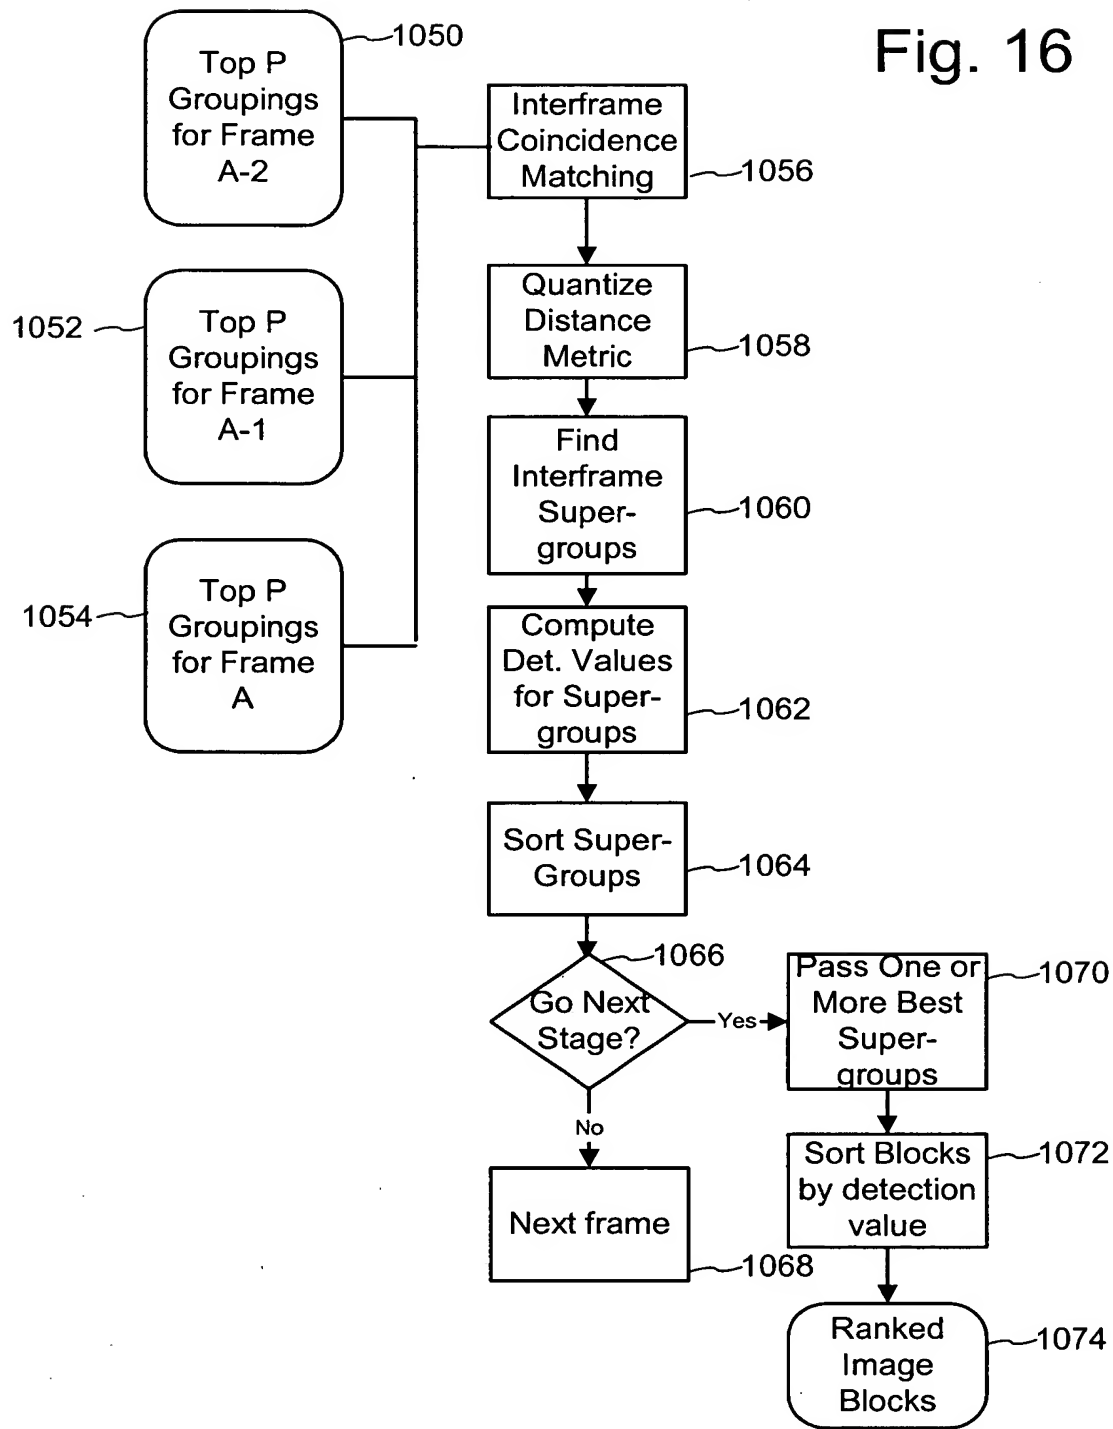 Fig. 16
1050
Top P
Groupings
for Frame
A-2
1052
Top P
Groupings
for Frame
A-1
1054
Top P
Groupings
for Frame
A
Interframe
Coincidence
Matching
1056
Quantize
Distance
Metric
1058
Find
Interframe
Super-
groups
1060
Compute
Det. Values
for Super-
groups
1062
Sort Super-
Groups
1064
1066
Go Next
Stage?
Yes
No
Next frame
1068
Pass One or
More Best
Super-
groups
1070
Sort Blocks
by detection
value
1072
Ranked
Image
Blocks
1074